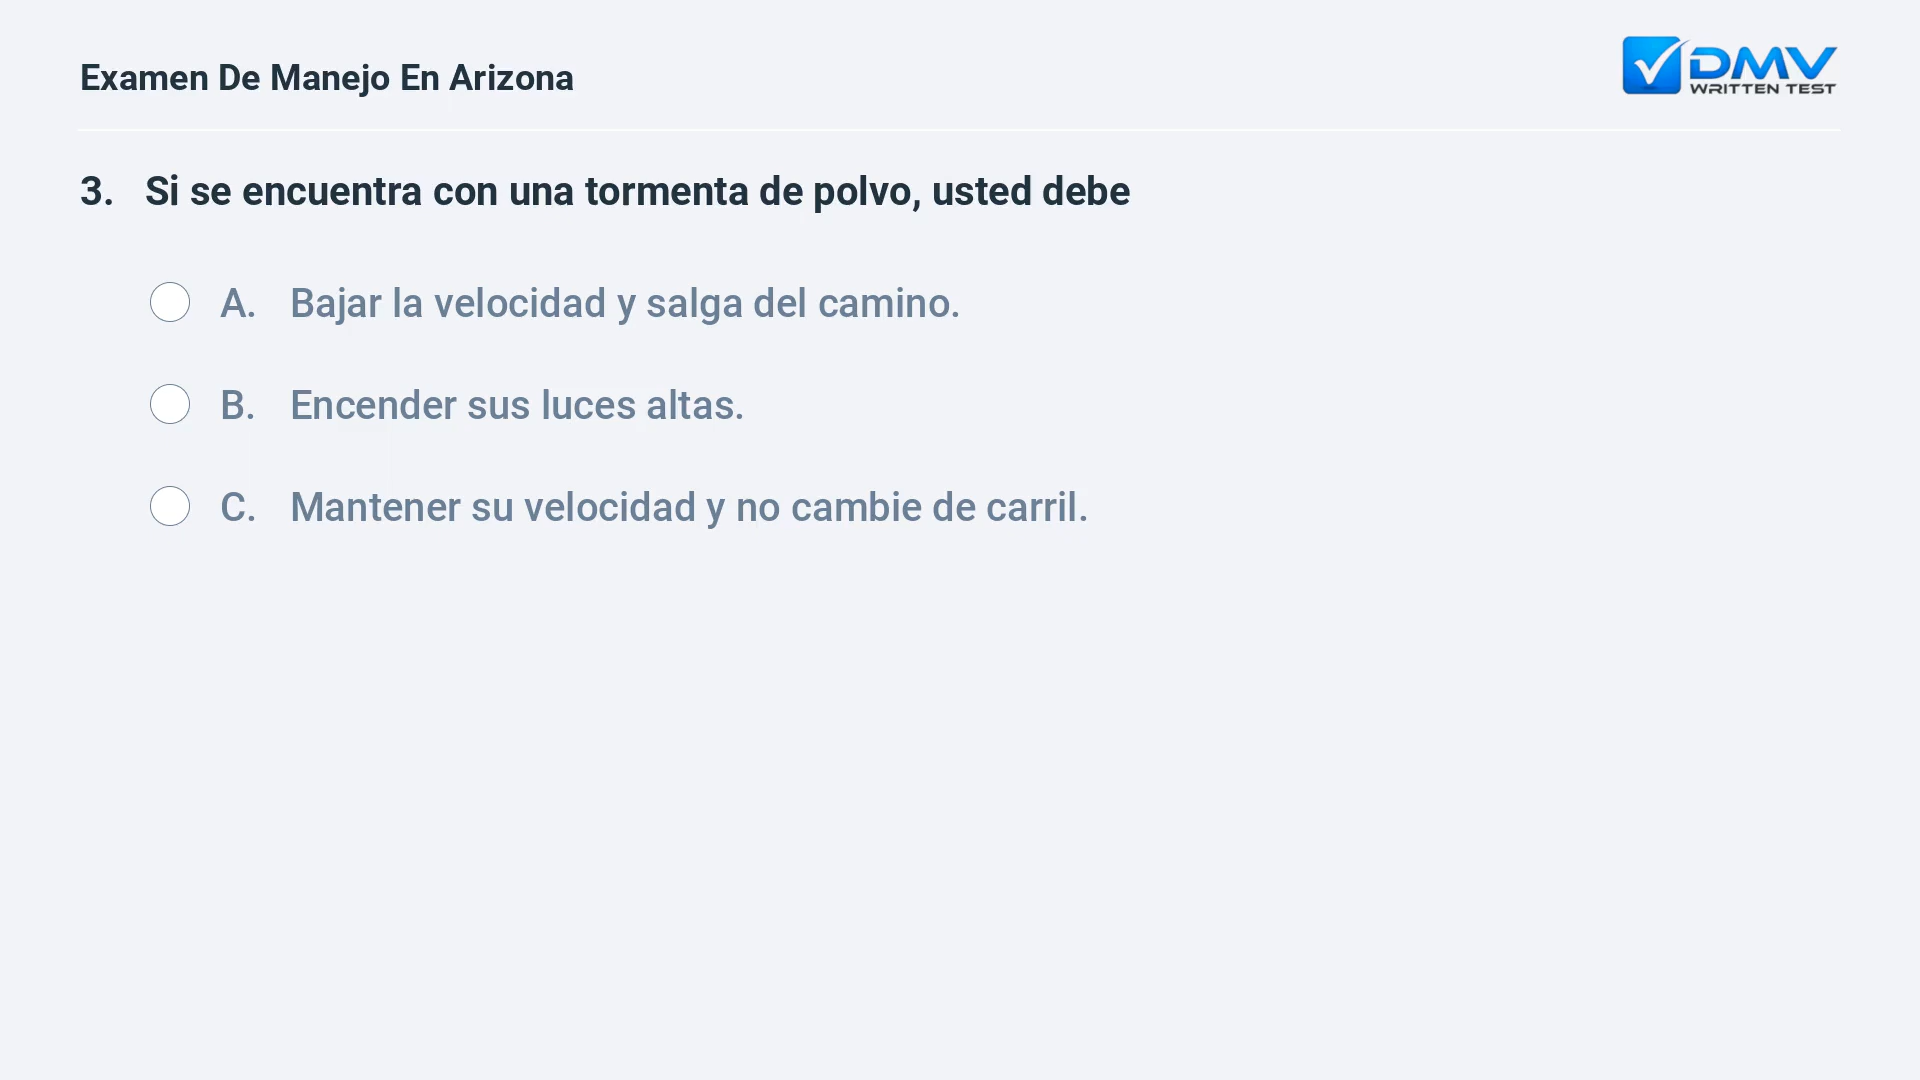 Examen De Manejo En Arizona
DMV
WRITTEN TEST
3. Si se encuentra con una tormenta de polvo, usted debe
A. Bajar la velocidad y salga del camino.
B. Encender sus luces altas.
C. Mantener su velocidad y no cambie de carril.